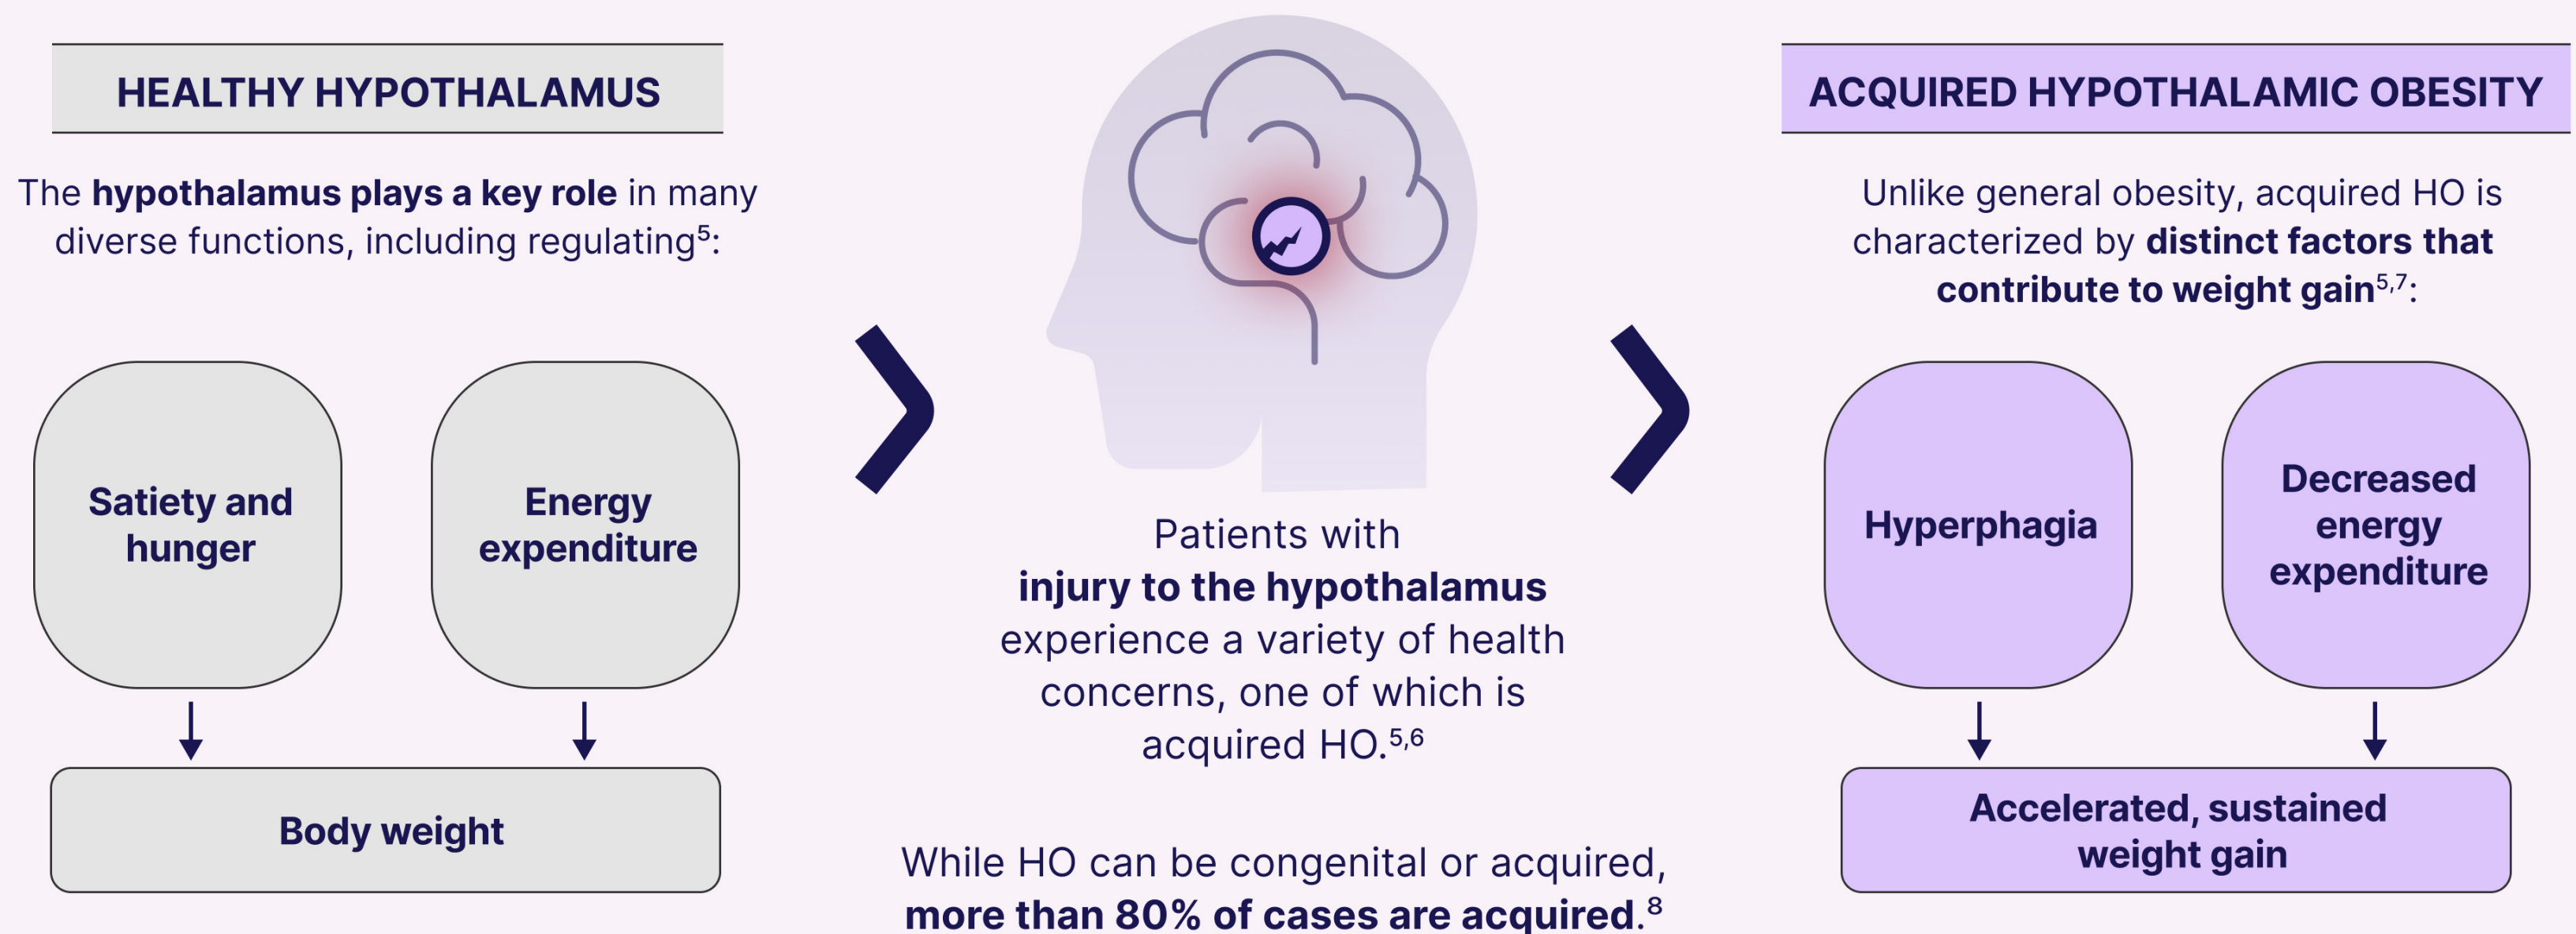 HEALTHY HYPOTHALAMUS
The hypothalamus plays a key role in many
diverse functions, including regulating⁵:
Satiety and
hunger
Energy
expenditure
Body weight
Patients with
injury to the hypothalamus
experience a variety of health
concerns, one of which is
acquired HO.⁵,⁶
While HO can be congenital or acquired,
more than 80% of cases are acquired.⁸
ACQUIRED HYPOTHALAMIC OBESITY
Unlike general obesity, acquired HO is
characterized by distinct factors that
contribute to weight gain⁵,⁷:
Hyperphagia
Decreased
energy
expenditure
Accelerated, sustained
weight gain